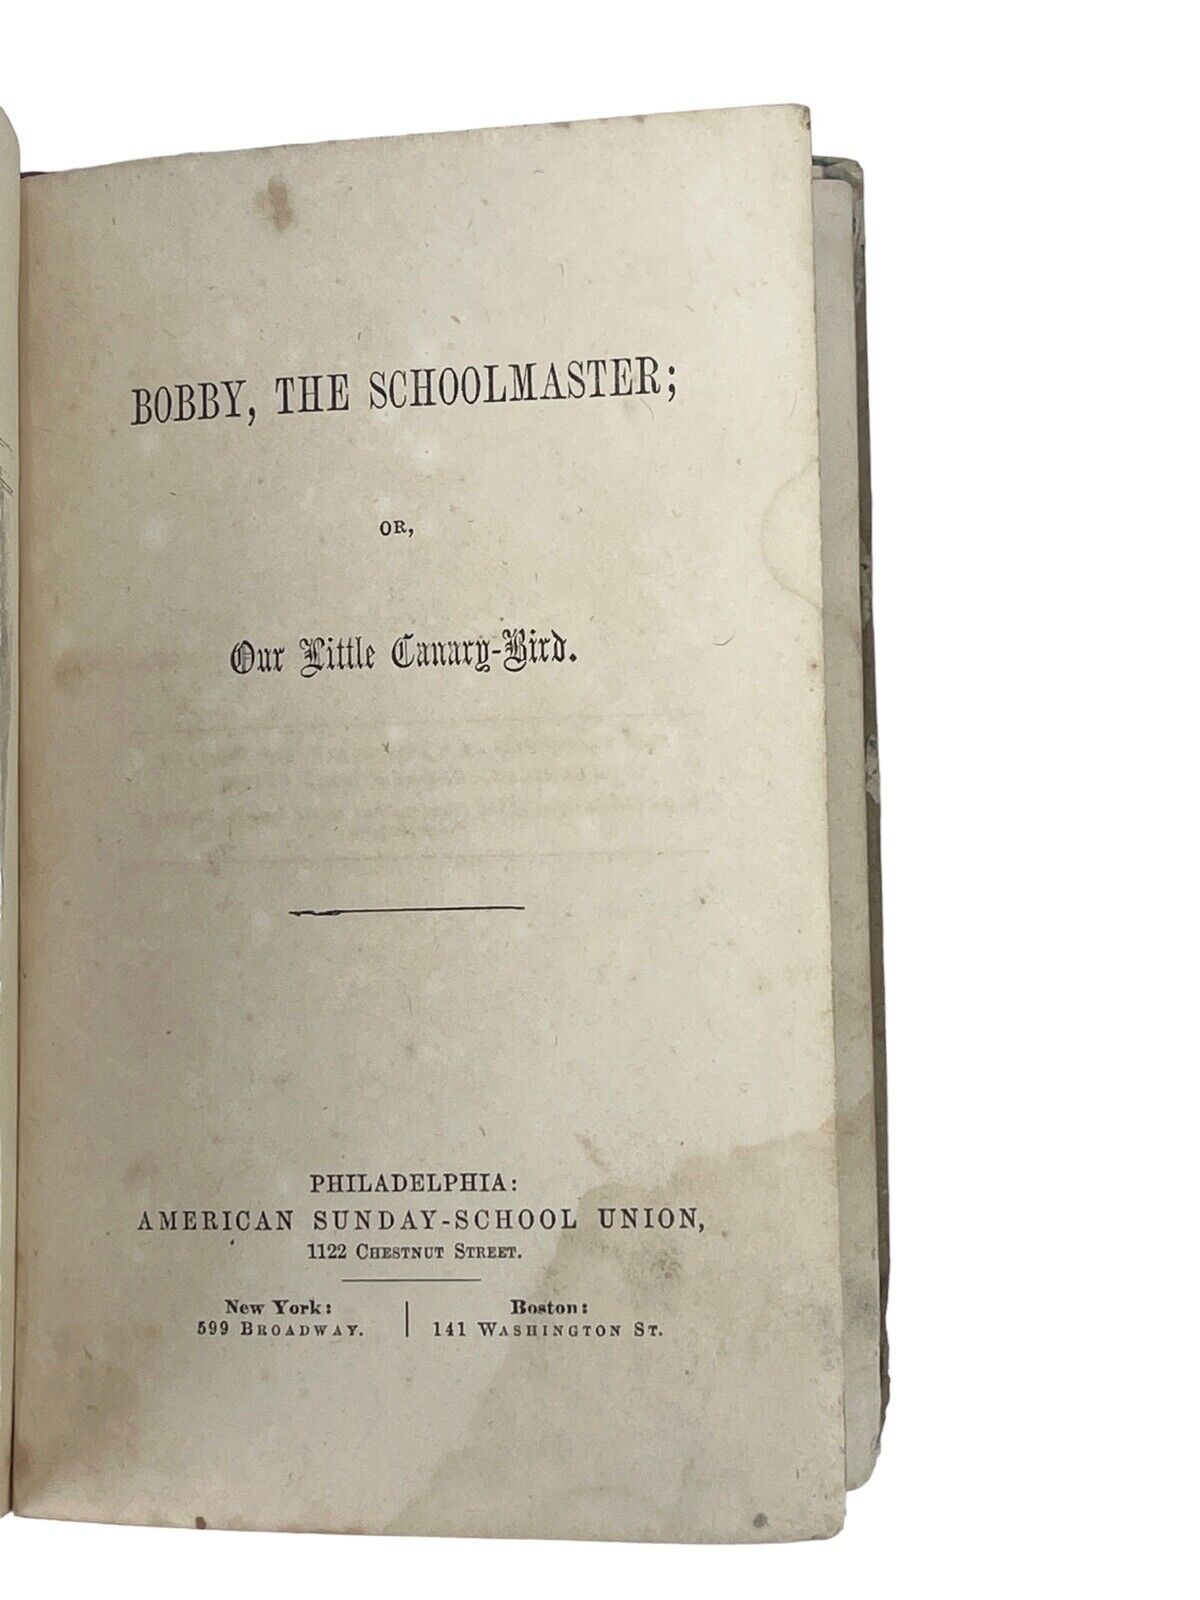 BOBBY, THE SCHOOLMASTER;
OR,
Our Little Canary-Bird.
PHILADELPHIA:
AMERICAN SUNDAY-SCHOOL UNION,
1122 CHESTNUT STREET.
New York:
599 BROADWAY.
Boston:
141 WASHINGTON ST.